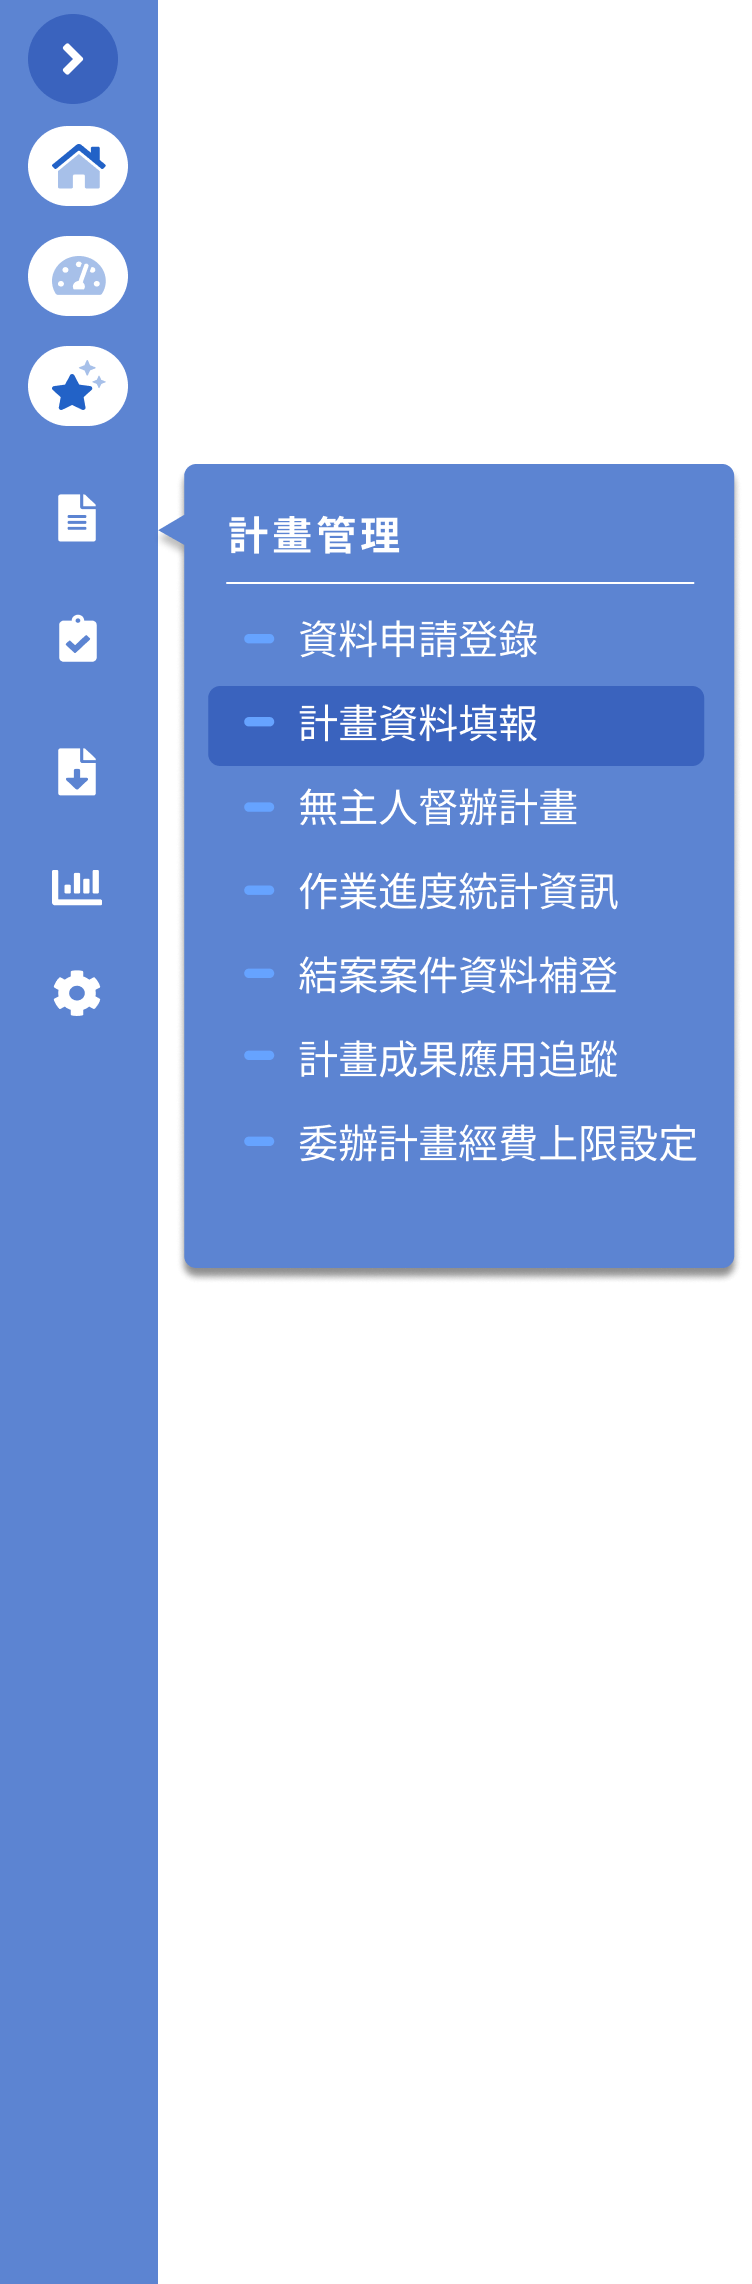 計畫管理
資料申請登錄
計畫資料填報
無主人督辦計畫
作業進度統計資訊
結案案件資料補登
計畫成果應用追蹤
委辦計畫經費上限設定